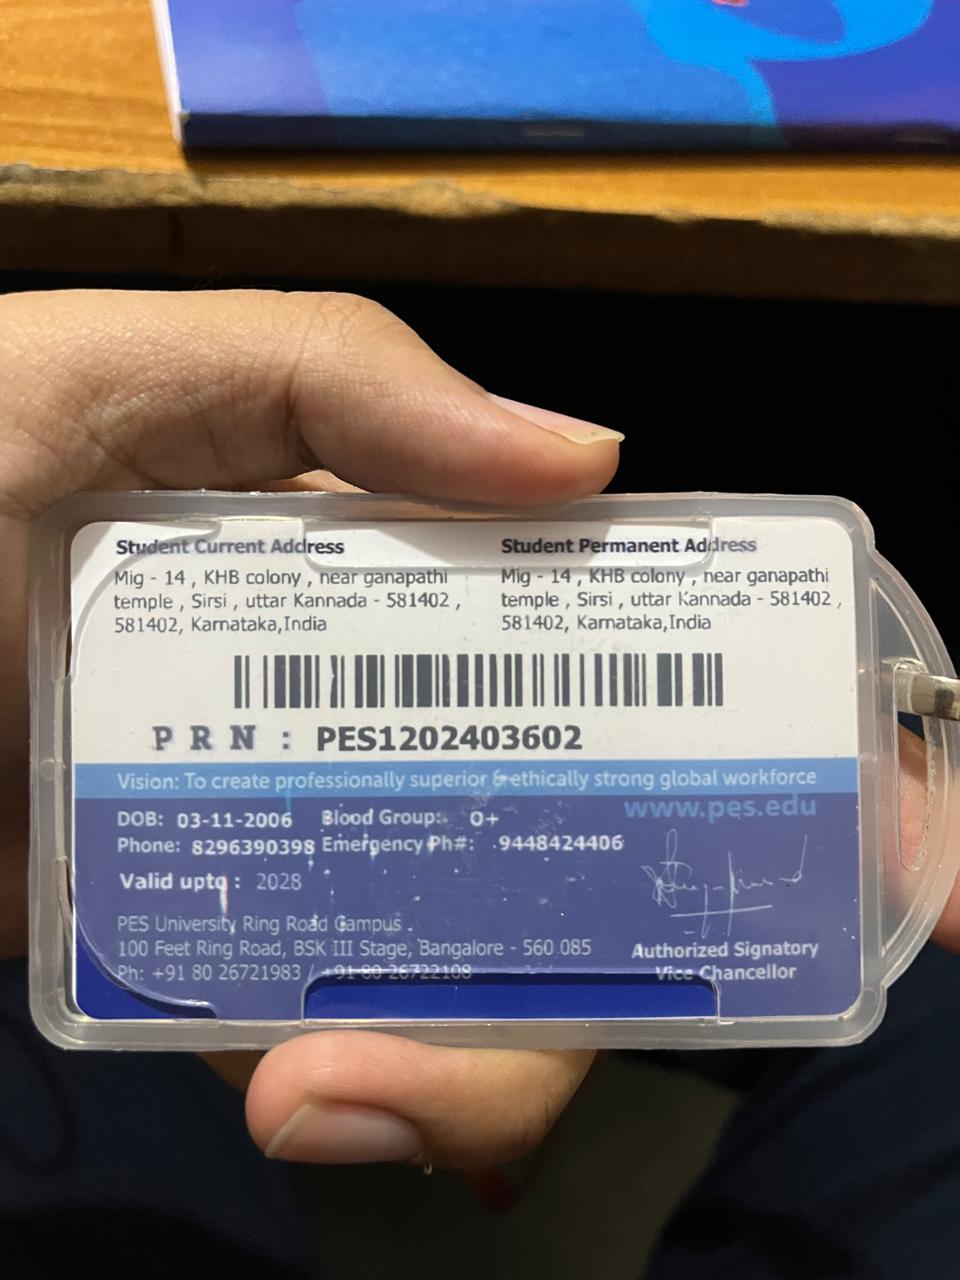 Student Current Address
Mig - 14 , KHB colony , near ganapathi
temple , Sirsi , uttar Kannada - 581402 ,
581402, Karnataka,India
Student Permanent Address
Mig - 14 , KHB colony , near ganapathi
temple , Sirsi , uttar Kannada - 581402 ,
581402, Karnataka,India
PRN : PES1202403602
Vision: To create professionally superior & ethically strong global workforce
www.pes.edu
DOB: 03-11-2006 Blood Group: O+
Phone: 8296390398 Emergency Ph#: 9448424406
Valid upto : 2028
PES University Ring Road Campus .
100 Feet Ring Road, BSK III Stage, Bangalore - 560 085
Ph: +91 80 26721983 / +91 80 26722108
Authorized Signatory
Vice Chancellor